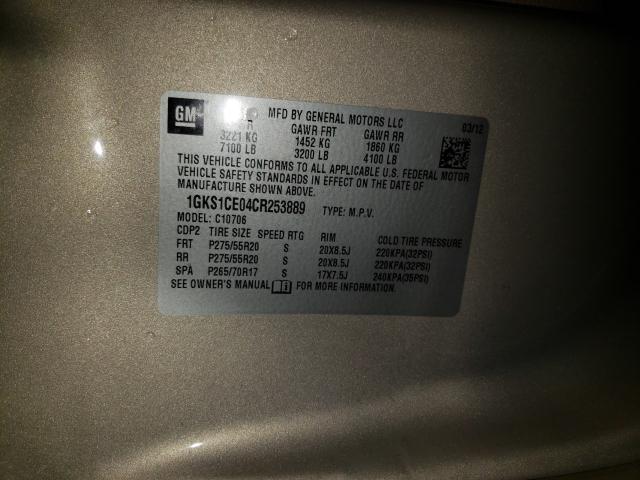 GM
MFD BY GENERAL MOTORS LLC
03/12
GAWR FRT GAWR RR
3221 KG 1452 KG 1860 KG
7100 LB 3200 LB 4100 LB
THIS VEHICLE CONFORMS TO ALL APPLICABLE U.S. FEDERAL MOTOR
VEHICLE SAFETY STANDARDS IN EFFECT ON THE DATE OF
MANUFACTURE SHOWN ABOVE.
1GKS1CE04CR253889 TYPE: M.P.V.
MODEL: C10706
CDP2 TIRE SIZE SPEED RTG RIM COLD TIRE PRESSURE
FRT P275/55R20 S 20X8.5J 220KPA(32PSI)
RR P275/55R20 S 20X8.5J 220KPA(32PSI)
SPA P265/70R17 S 17X7.5J 240KPA(35PSI)
SEE OWNER'S MANUAL FOR MORE INFORMATION.